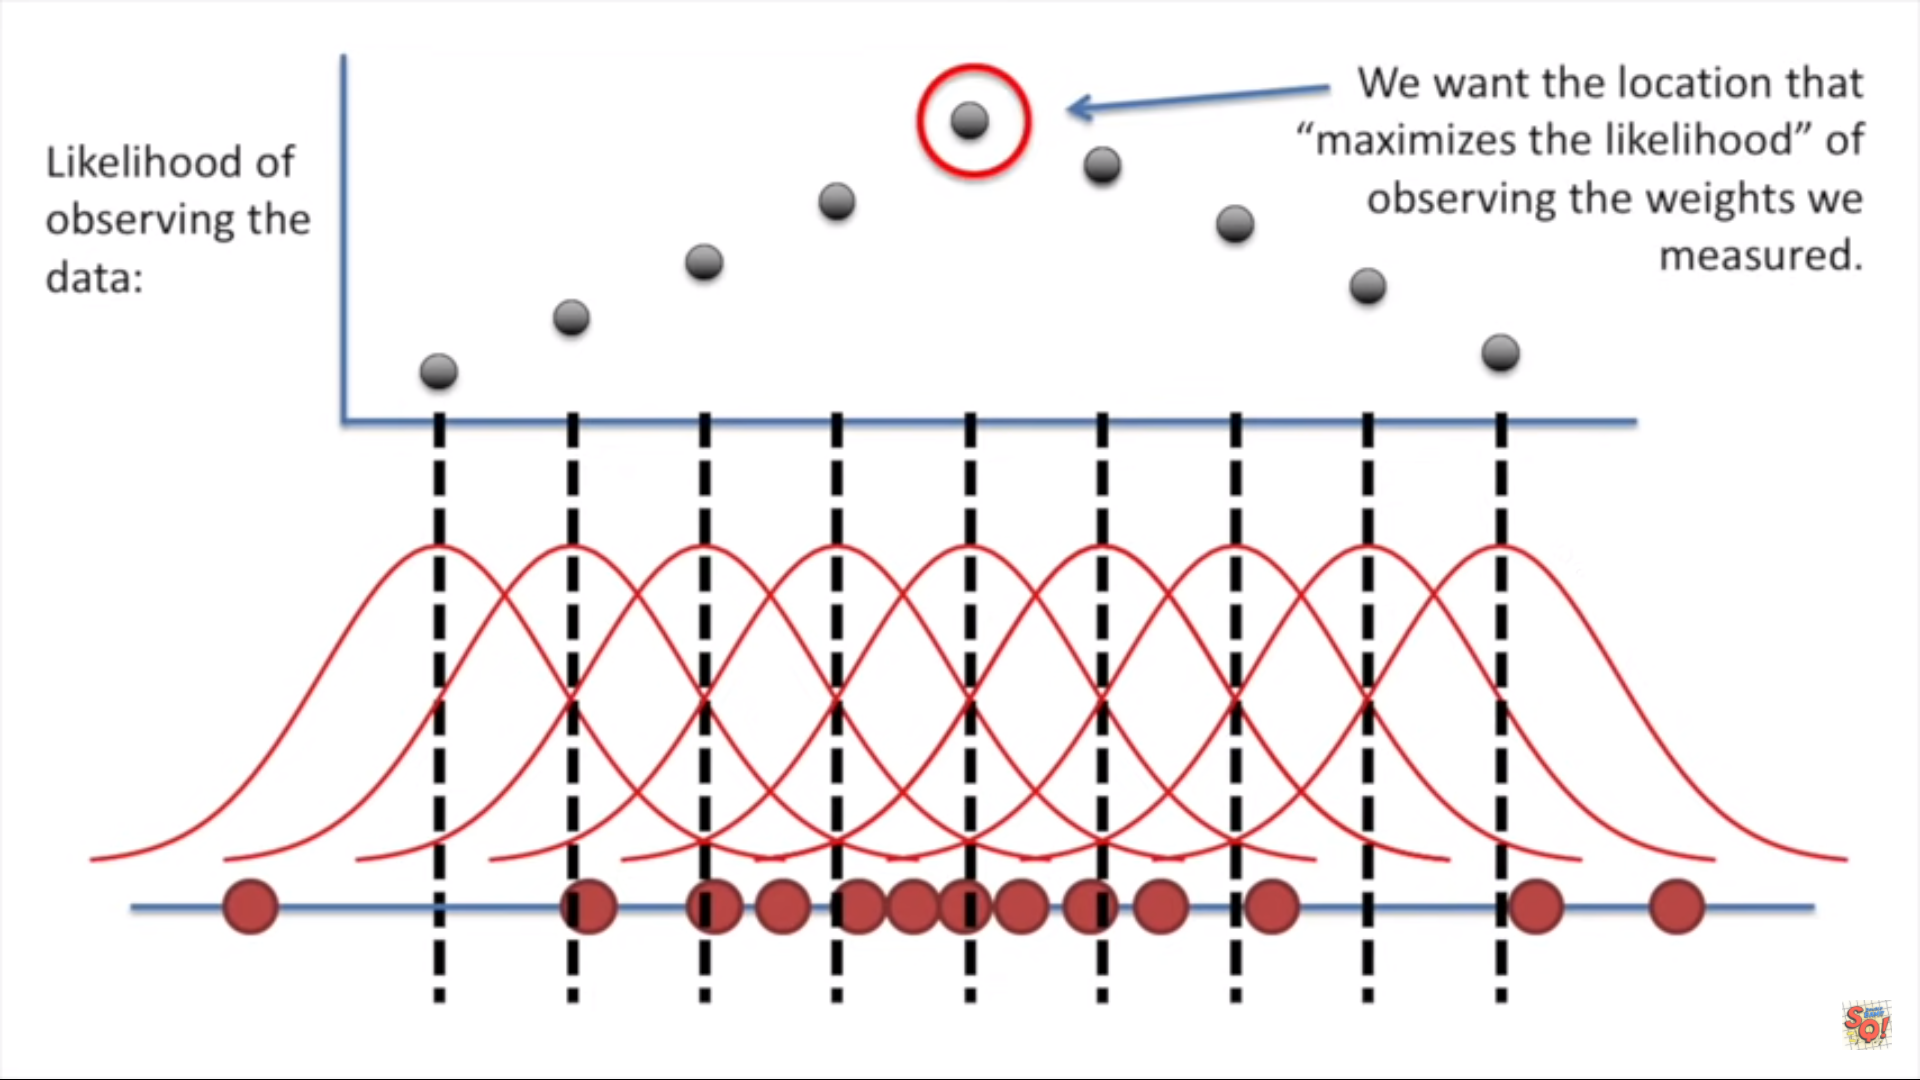 Likelihood of
observing the
data:
We want the location that
“maximizes the likelihood” of
observing the weights we
measured.
SQ!